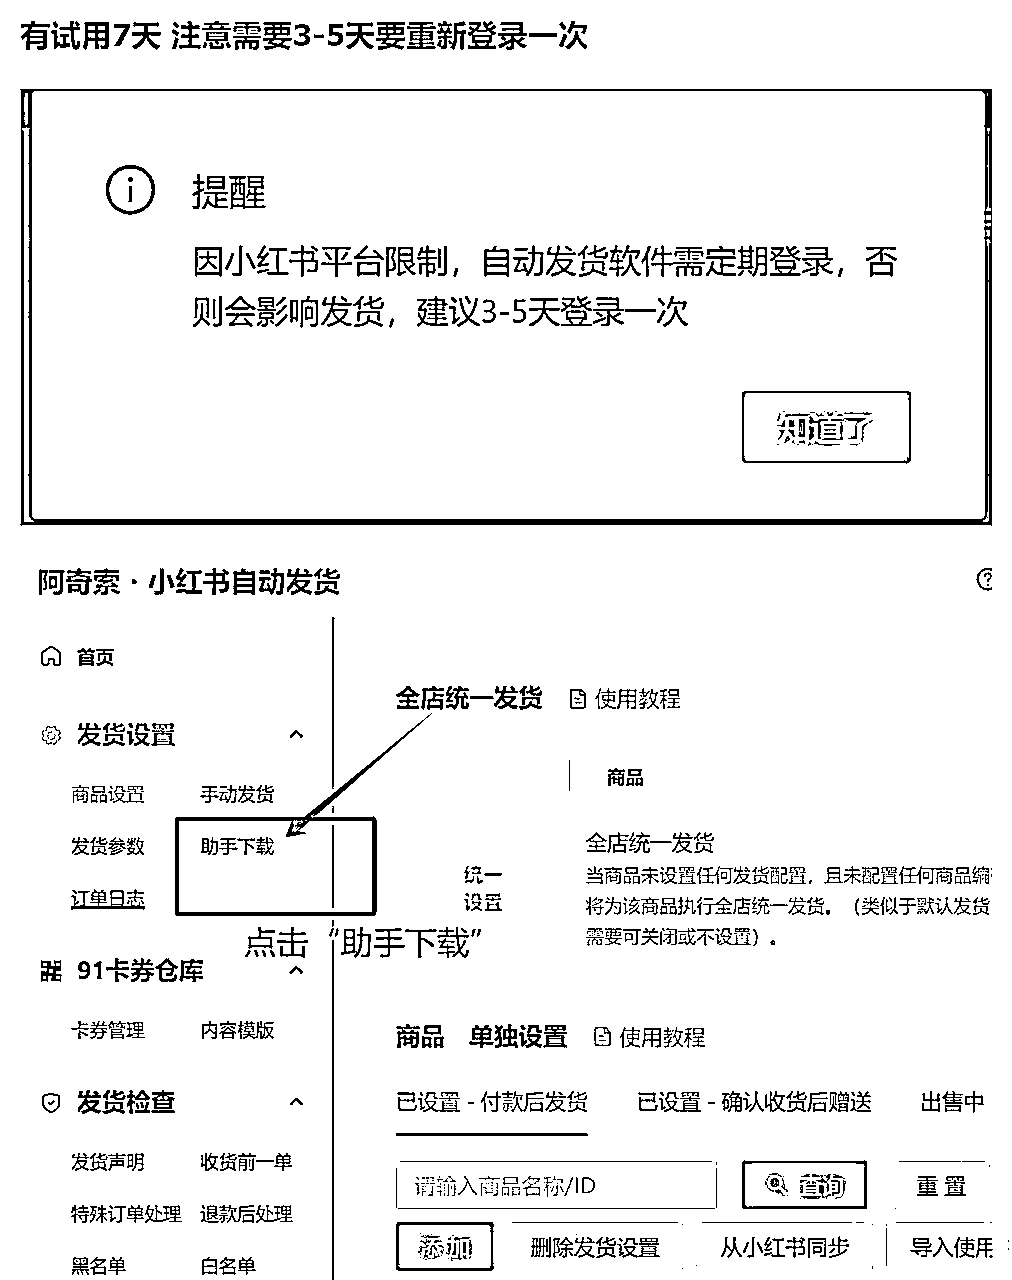 有试用7天 注意需要3-5天要重新登录一次
提醒
因小红书平台限制，自动发货软件需定期登录，否
则会影响发货，建议3-5天登录一次
知道了
阿奇索·小红书自动发货
首页
发货设置
商品设置 手动发货
发货参数 助手下载
订单日志
点击“助手下载”
91卡券仓库
卡券管理 内容模版
发货检查
发货声明 收货前一单
特殊订单处理 退款后处理
黑名单 白名单
全店统一发货 使用教程
商品
统一
设置
全店统一发货
当商品未设置任何发货配置，且未配置任何商品编
将为该商品执行全店统一发货。（类似于默认发货
需要可关闭或不设置）。
商品 单独设置 使用教程
已设置 - 付款后发货 已设置 - 确认收货后赠送 出售中
请输入商品名称/ID 查询 重置
添加 删除发货设置 从小红书同步 导入使用